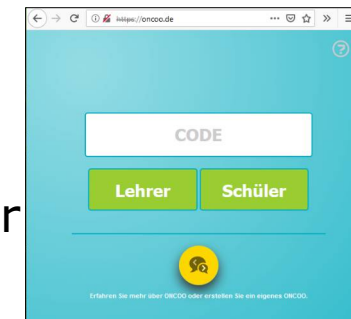 https://oncoo.de
CODE
Lehrer Schüler
r
Erfahren Sie mehr über ONCOO oder erstellen Sie ein eigenes ONCOO.